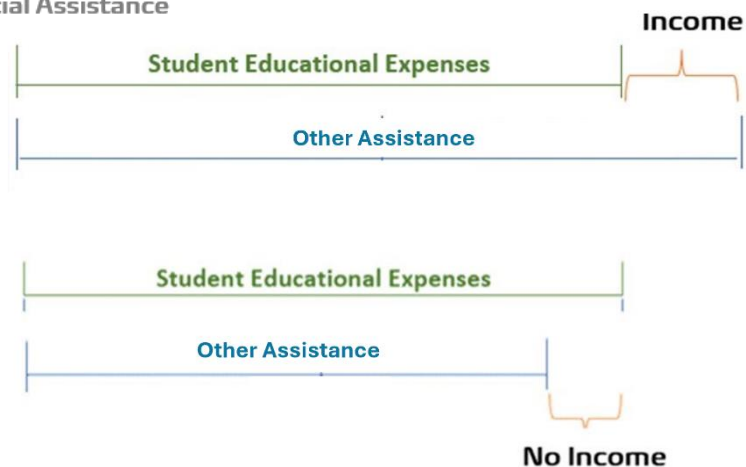 Assistance
Income
Student Educational Expenses
Other Assistance
Student Educational Expenses
Other Assistance
No Income